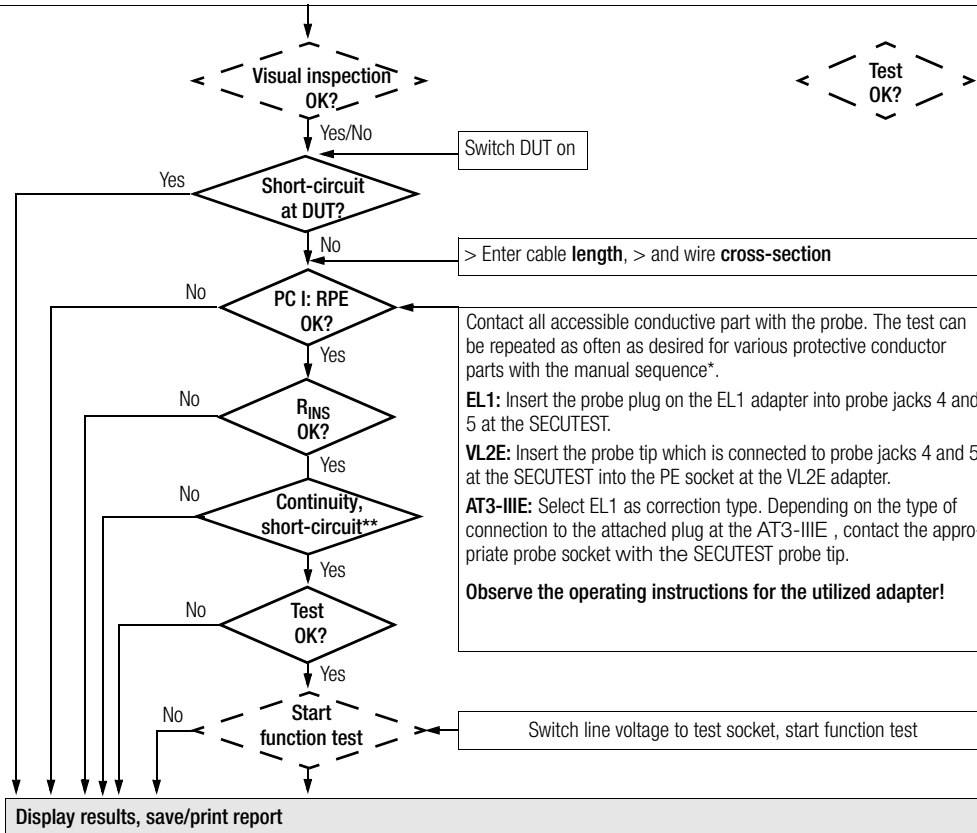 Visual inspection
OK?
Test
OK?
Yes/No
Switch DUT on
Yes
Short-circuit
at DUT?
No
> Enter cable length, > and wire cross-section
No
PC I: RPE
OK?
Contact all accessible conductive part with the probe. The test can
be repeated as often as desired for various protective conductor
parts with the manual sequence*.
EL1: Insert the probe plug on the EL1 adapter into probe jacks 4 and
5 at the SECUTEST.
VL2E: Insert the probe tip which is connected to probe jacks 4 and 5
at the SECUTEST into the PE socket at the VL2E adapter.
AT3-IIIE: Select EL1 as correction type. Depending on the type of
connection to the attached plug at the AT3-IIIE , contact the appro-
priate probe socket with the SECUTEST probe tip.
Observe the operating instructions for the utilized adapter!
Yes
No
RINS
OK?
Yes
No
Continuity,
short-circuit**
Yes
No
Test
OK?
Yes
No
Start
function test
Switch line voltage to test socket, start function test
Display results, save/print report